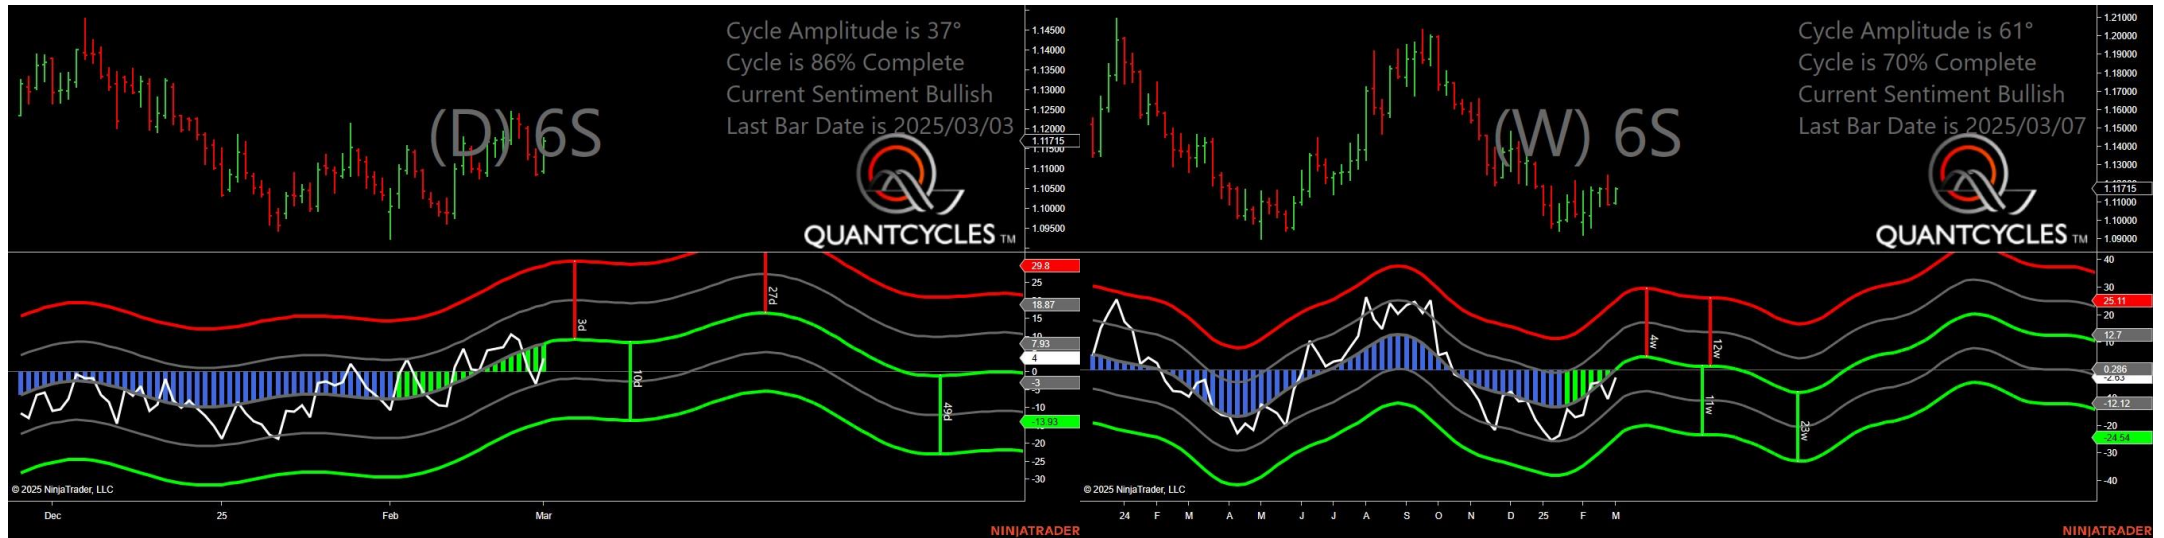 Cycle Amplitude is 37°
Cycle is 86% Complete
Current Sentiment Bullish
Last Bar Date is 2025/03/03
(D) 6S
QUANTCYCLES TM
1.14500
1.14000
1.13500
1.13000
1.12500
1.12000
1.11715
1.11500
1.11000
1.10500
1.10000
1.09500
29.8
25
18.87
15
10
7.93
4
0
-3
-5
-10
-13.93
-20
-25
-30
3d
10d
27d
49d
© 2025 NinjaTrader, LLC
Dec
25
Feb
Mar
NINJATRADER
Cycle Amplitude is 61°
Cycle is 70% Complete
Current Sentiment Bullish
Last Bar Date is 2025/03/07
(W) 6S
QUANTCYCLES TM
1.21000
1.20000
1.19000
1.18000
1.17000
1.16000
1.15000
1.14000
1.13000
1.11715
1.11000
1.10000
1.09000
40
30
25.11
20
12.7
10
0.286
-2.63
-12.12
-20
-24.54
-30
-40
4w
12w
11w
23w
© 2025 NinjaTrader, LLC
24
F
M
A
M
J
J
A
S
O
N
D
25
F
M
NINJATRADER